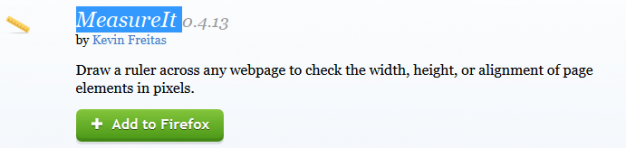 MeasureIt 0.4.13
by Kevin Freitas
Draw a ruler across any webpage to check the width, height, or alignment of page
elements in pixels.
+ Add to Firefox